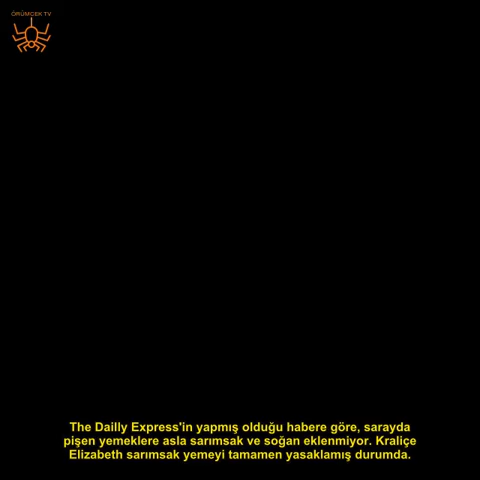 ÖRÜMCEK TV
The Dailly Express'in yapmış olduğu habere göre, sarayda
pişen yemeklere asla sarımsak ve soğan eklenmiyor. Kraliçe
Elizabeth sarımsak yemeyi tamamen yasaklamış durumda.